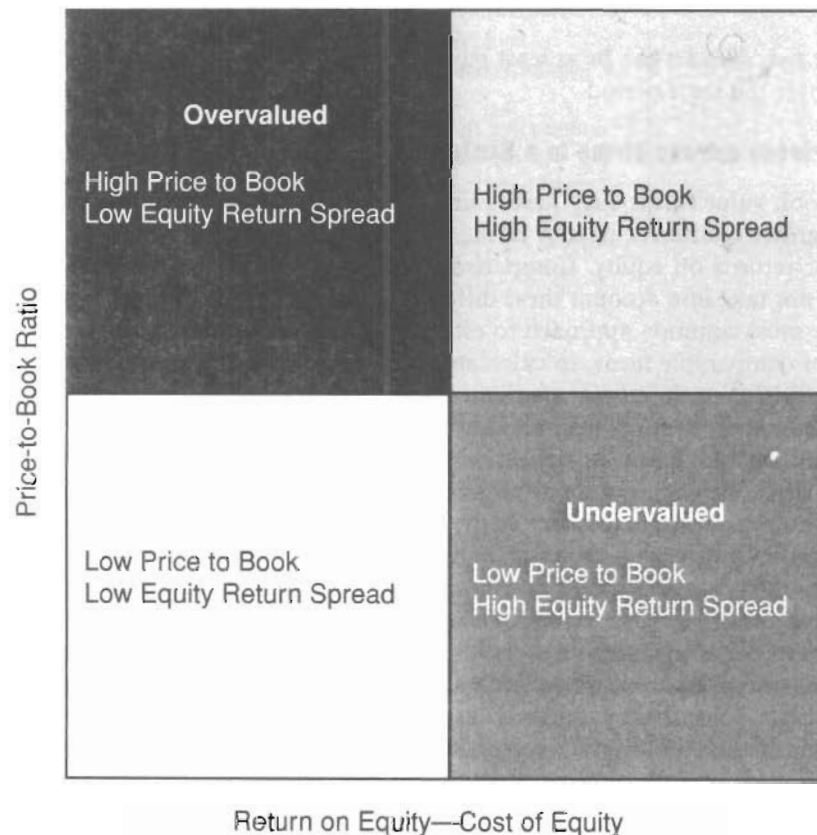 Overvalued
High Price to Book
Low Equity Return Spread
High Price to Book
High Equity Return Spread
Price-to-Book Ratio
Low Price to Book
Low Equity Return Spread
Undervalued
Low Price to Book
High Equity Return Spread
Return on Equity—Cost of Equity